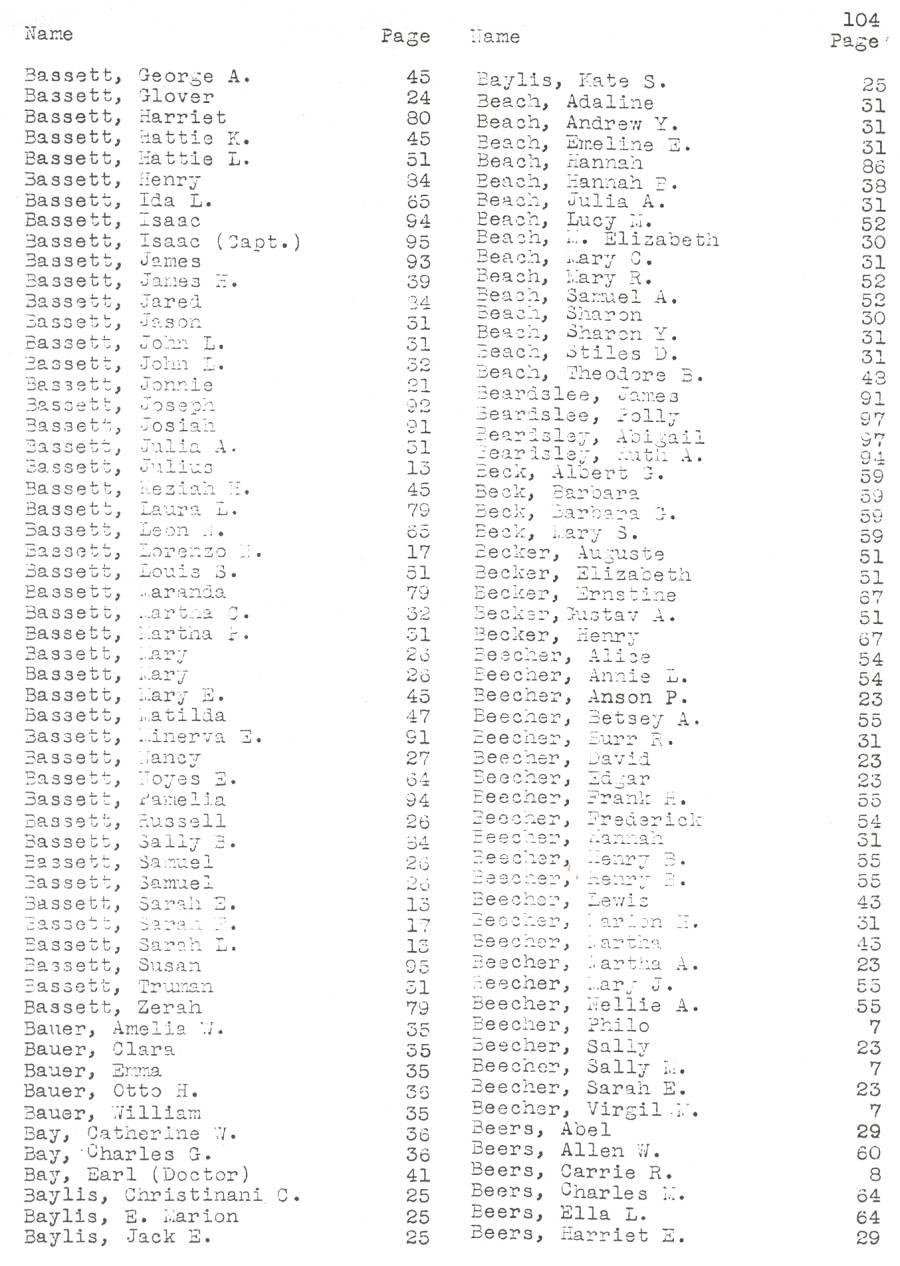 104
Name Page
Bassett, George A. 45
Bassett, Glover 24
Bassett, Harriet 80
Bassett, Hattie K. 45
Bassett, Hattie L. 51
Bassett, Henry 84
Bassett, Ida L. 65
Bassett, Isaac 94
Bassett, Isaac (Capt.) 95
Bassett, James 93
Bassett, James H. 39
Bassett, Jared 84
Bassett, Jason 31
Bassett, John L. 31
Bassett, John L. 32
Bassett, Jonnie 21
Bassett, Joseph 92
Bassett, Josiah 91
Bassett, Julia A. 51
Bassett, Julius 13
Bassett, Keziah H. 45
Bassett, Laura L. 79
Bassett, Leon 65
Bassett, Lorenzo 17
Bassett, Louis S. 51
Bassett, Maranda 79
Bassett, Martha C. 32
Bassett, Martha 31
Bassett, Mary 26
Bassett, Mary 26
Bassett, Mary E. 45
Bassett, Matilda 47
Bassett, Minerva E. 91
Bassett, Nancy 27
Bassett, Noyes E. 64
Bassett, Pamelia 94
Bassett, Russell 26
Bassett, Sally B. 84
Bassett, Samuel 26
Bassett, Samuel 26
Bassett, Sarah E. 13
Bassett, Sarah 17
Bassett, Sarah L. 13
Bassett, Susan 95
Bassett, Truman 31
Bassett, Zerah 79
Bauer, Amelia W. 35
Bauer, Clara 35
Bauer, Emma 35
Bauer, Otto H. 36
Bauer, William 35
Bay, Catherine W. 36
Bay, Charles G. 36
Bay, Earl (Doctor) 41
Baylis, Christinani C. 25
Baylis, E. Marion 25
Baylis, Jack E. 25
Name Page
Baylis, Kate S. 25
Beach, Adaline 31
Beach, Andrew Y. 31
Beach, Emeline E. 31
Beach, Hannah 86
Beach, Hannah 38
Beach, Julia A. 31
Beach, Lucy M. 52
Beach, M. Elizabeth 30
Beach, Mary C. 31
Beach, Mary R. 52
Beach, Samuel A. 52
Beach, Sharon 30
Beach, Sharon Y. 31
Beach, Stiles D. 31
Beach, Theodore B. 43
Beardslee, James 91
Beardslee, Polly 97
Beardsley, Abigail 97
Beardsley, Ruth A. 94
Beck, Albert G. 59
Beck, Barbara 59
Beck, Barbara G. 59
Beck, Mary S. 59
Becker, Auguste 51
Becker, Elizabeth 51
Becker, Ernstine 67
Becker, Gustav A. 51
Becker, Henry 67
Beecher, Alice 54
Beecher, Annie L. 54
Beecher, Anson P. 23
Beecher, Betsey A. 55
Beecher, Burr R. 31
Beecher, David 23
Beecher, Edgar 23
Beecher, Frank H. 55
Beecher, Frederick 54
Beecher, Hannah 31
Beecher, Henry B. 55
Beecher, Henry B. 55
Beecher, Lewis 43
Beecher, Marion H. 31
Beecher, Martha 43
Beecher, Martha A. 23
Beecher, Mary J. 55
Beecher, Nellie A. 55
Beecher, Philo 7
Beecher, Sally 23
Beecher, Sally M. 7
Beecher, Sarah E. 23
Beecher, Virgil 7
Beers, Abel 29
Beers, Allen W. 60
Beers, Carrie R. 8
Beers, Charles M. 64
Beers, Ella L. 64
Beers, Harriet E. 29